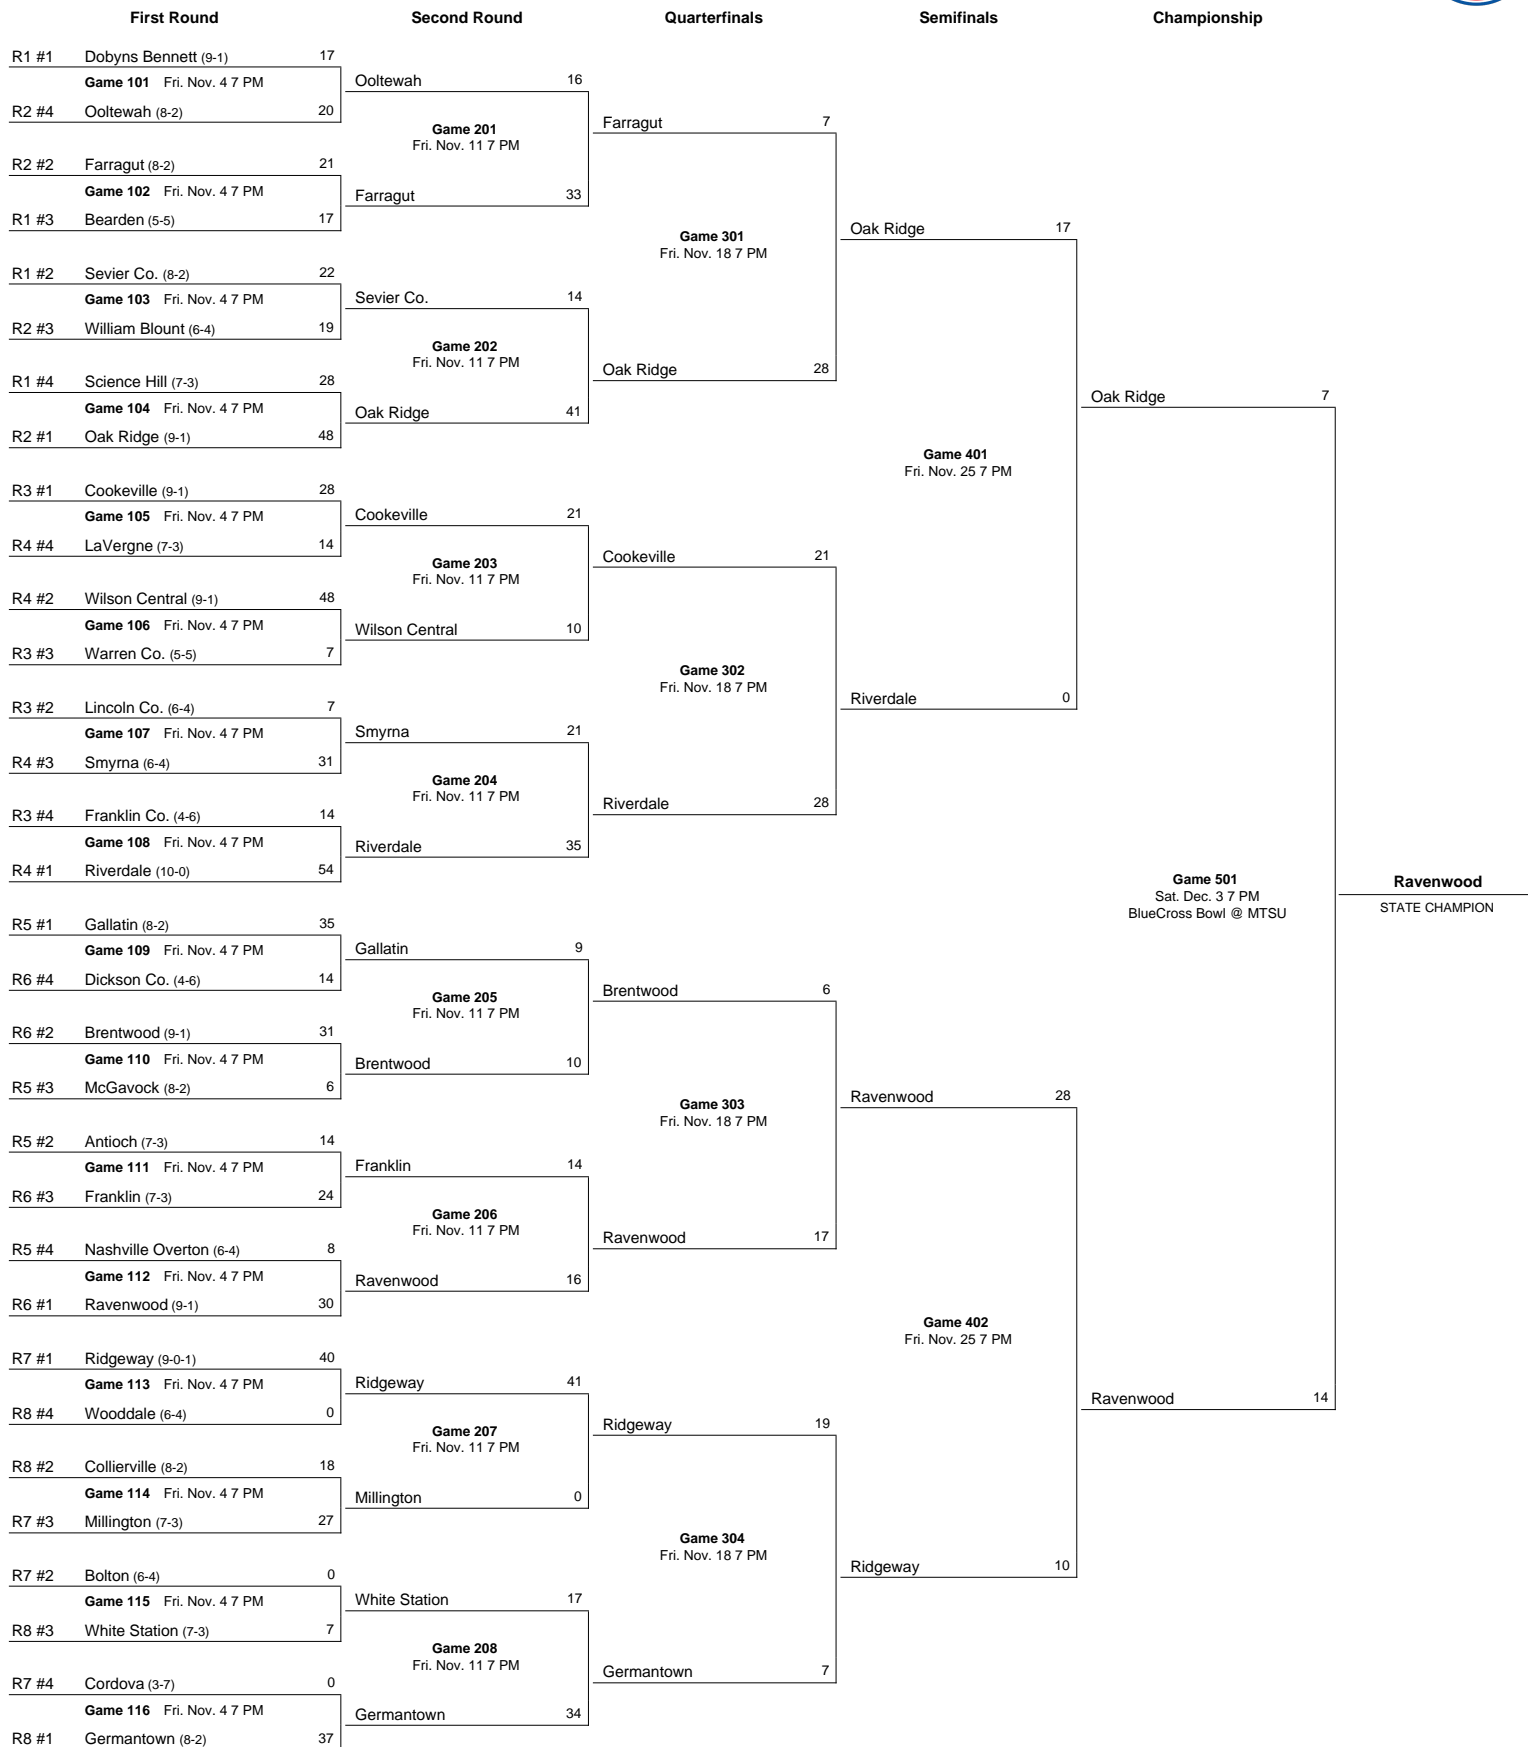 First Round Second Round Quarterfinals Semifinals Championship
R1 #1 Dobyns Bennett (9-1) 17
Game 101 Fri. Nov. 4 7 PM
R2 #4 Ooltewah (8-2) 20
R2 #2 Farragut (8-2) 21
Game 102 Fri. Nov. 4 7 PM
R1 #3 Bearden (5-5) 17
R1 #2 Sevier Co. (8-2) 22
Game 103 Fri. Nov. 4 7 PM
R2 #3 William Blount (6-4) 19
R1 #4 Science Hill (7-3) 28
Game 104 Fri. Nov. 4 7 PM
R2 #1 Oak Ridge (9-1) 48
R3 #1 Cookeville (9-1) 28
Game 105 Fri. Nov. 4 7 PM
R4 #4 LaVergne (7-3) 14
R4 #2 Wilson Central (9-1) 48
Game 106 Fri. Nov. 4 7 PM
R3 #3 Warren Co. (5-5) 7
R3 #2 Lincoln Co. (6-4) 7
Game 107 Fri. Nov. 4 7 PM
R4 #3 Smyrna (6-4) 31
R3 #4 Franklin Co. (4-6) 14
Game 108 Fri. Nov. 4 7 PM
R4 #1 Riverdale (10-0) 54
R5 #1 Gallatin (8-2) 35
Game 109 Fri. Nov. 4 7 PM
R6 #4 Dickson Co. (4-6) 14
R6 #2 Brentwood (9-1) 31
Game 110 Fri. Nov. 4 7 PM
R5 #3 McGavock (8-2) 6
R5 #2 Antioch (7-3) 14
Game 111 Fri. Nov. 4 7 PM
R6 #3 Franklin (7-3) 24
R5 #4 Nashville Overton (6-4) 8
Game 112 Fri. Nov. 4 7 PM
R6 #1 Ravenwood (9-1) 30
R7 #1 Ridgeway (9-0-1) 40
Game 113 Fri. Nov. 4 7 PM
R8 #4 Wooddale (6-4) 0
R8 #2 Collierville (8-2) 18
Game 114 Fri. Nov. 4 7 PM
R7 #3 Millington (7-3) 27
R7 #2 Bolton (6-4) 0
Game 115 Fri. Nov. 4 7 PM
R8 #3 White Station (7-3) 7
R7 #4 Cordova (3-7) 0
Game 116 Fri. Nov. 4 7 PM
R8 #1 Germantown (8-2) 37
Ooltewah 16
Game 201
Fri. Nov. 11 7 PM
Farragut 33
Sevier Co. 14
Game 202
Fri. Nov. 11 7 PM
Oak Ridge 41
Cookeville 21
Game 203
Fri. Nov. 11 7 PM
Wilson Central 10
Smyrna 21
Game 204
Fri. Nov. 11 7 PM
Riverdale 35
Gallatin 9
Game 205
Fri. Nov. 11 7 PM
Brentwood 10
Franklin 14
Game 206
Fri. Nov. 11 7 PM
Ravenwood 16
Ridgeway 41
Game 207
Fri. Nov. 11 7 PM
Millington 0
White Station 17
Game 208
Fri. Nov. 11 7 PM
Germantown 34
Farragut 7
Game 301
Fri. Nov. 18 7 PM
Oak Ridge 28
Cookeville 21
Game 302
Fri. Nov. 18 7 PM
Riverdale 28
Brentwood 6
Game 303
Fri. Nov. 18 7 PM
Ravenwood 17
Ridgeway 19
Game 304
Fri. Nov. 18 7 PM
Germantown 7
Oak Ridge 17
Game 401
Fri. Nov. 25 7 PM
Riverdale 0
Ravenwood 28
Game 402
Fri. Nov. 25 7 PM
Ridgeway 10
Oak Ridge 7
Game 501
Sat. Dec. 3 7 PM
BlueCross Bowl @ MTSU
Ravenwood 14
Ravenwood
STATE CHAMPION